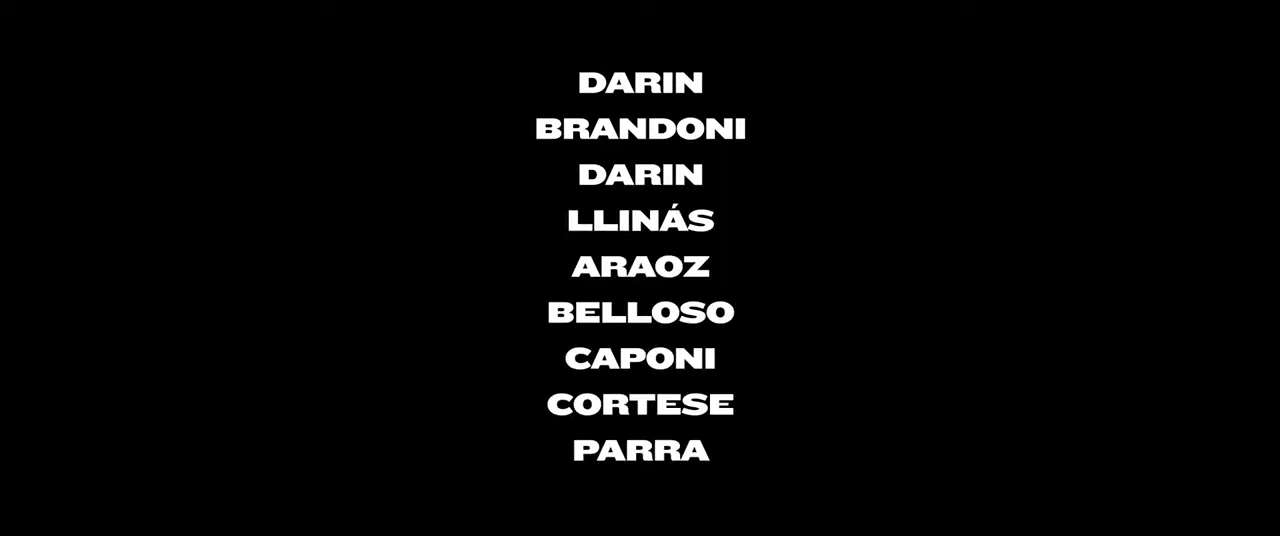 DARIN
BRANDONI
DARIN
LLINÁS
ARAOZ
BELLOSO
CAPONI
CORTESE
PARRA